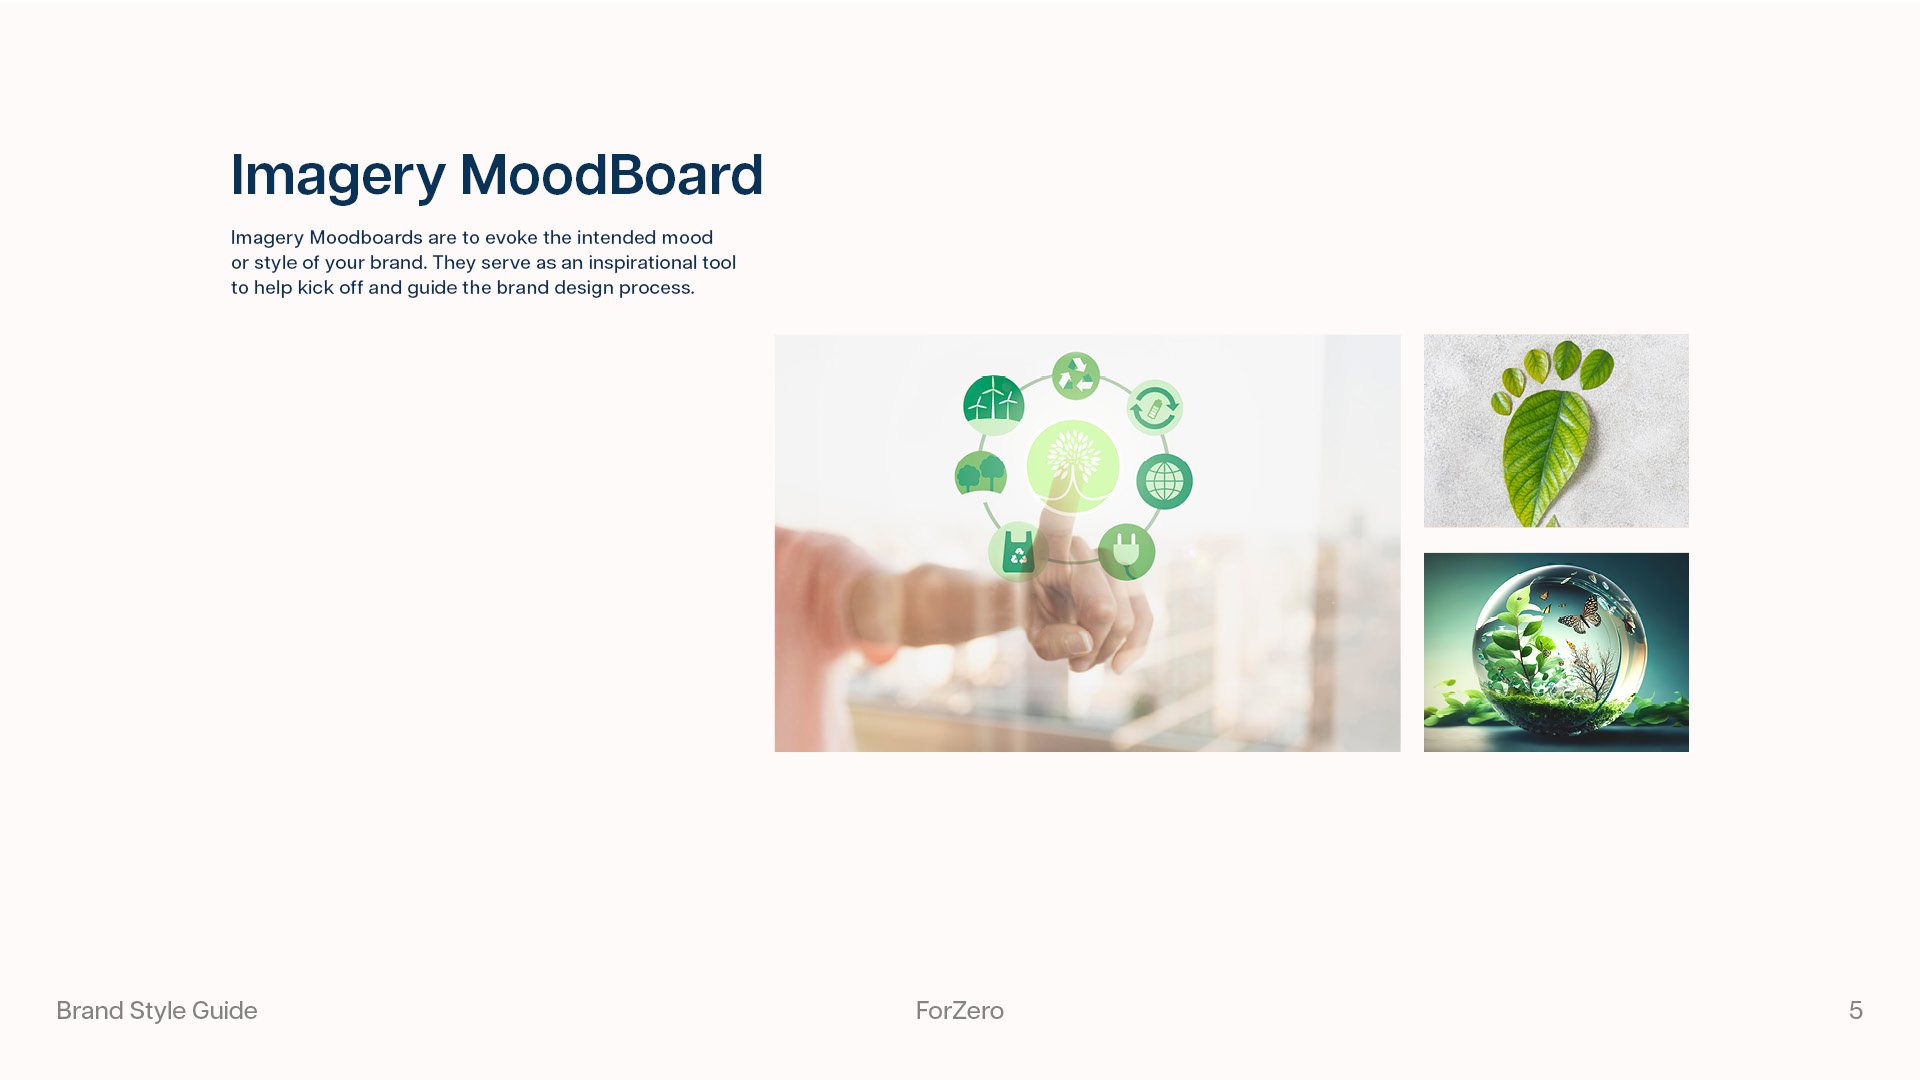 Imagery MoodBoard
Imagery Moodboards are to evoke the intended mood
or style of your brand. They serve as an inspirational tool
to help kick off and guide the brand design process.
Brand Style Guide
ForZero
5